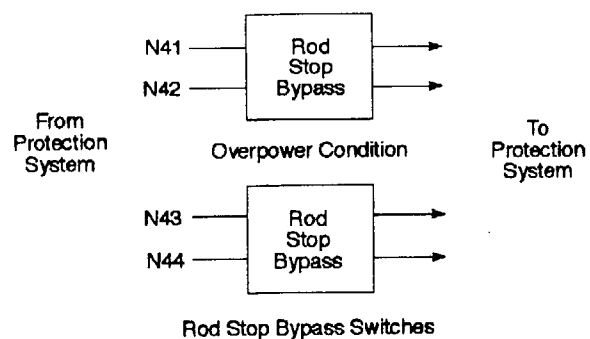 N41
N42
Rod
Stop
Bypass
From
Protection
System
Overpower Condition
To
Protection
System
N43
N44
Rod
Stop
Bypass
Rod Stop Bypass Switches